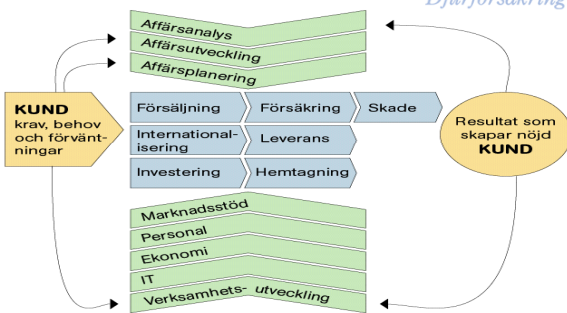 Djurförsäkring
Affärsanalys
Affärsutveckling
Affärsplanering
KUND
krav, behov
och förvänt-
ningar
Försäljning
Försäkring
Skade
International-
isering
Leverans
Investering
Hemtagning
Resultat som
skapar nöjd
KUND
Marknadsstöd
Personal
Ekonomi
IT
Verksamhets- utveckling